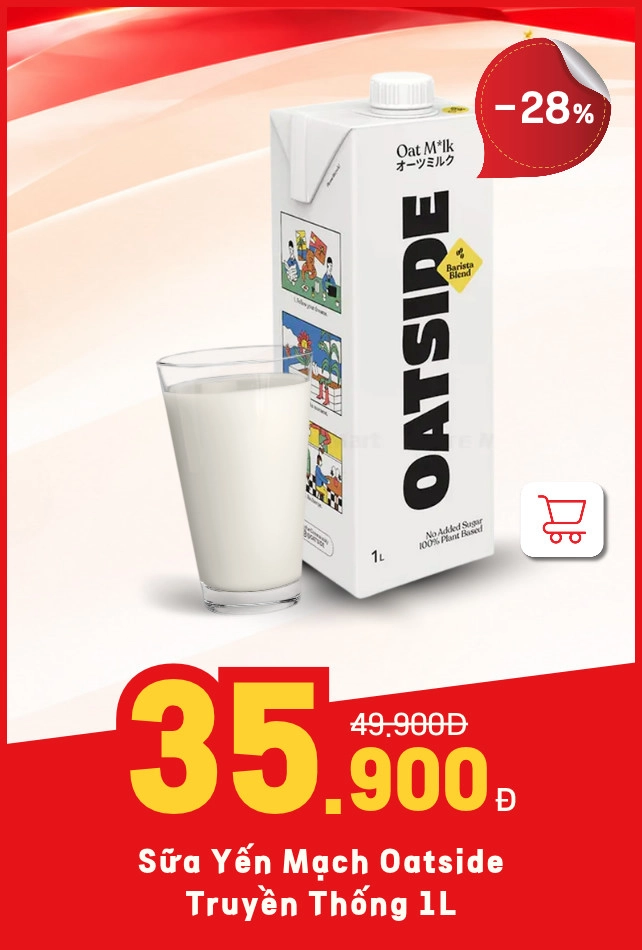 -28%
Oat M*lk
オーツミルク
OATSIDE
Barista
Blend
No Added Sugar
100% Plant Based
1L
35.900Đ
49.900Đ
Sữa Yến Mạch Oatside
Truyền Thống 1L